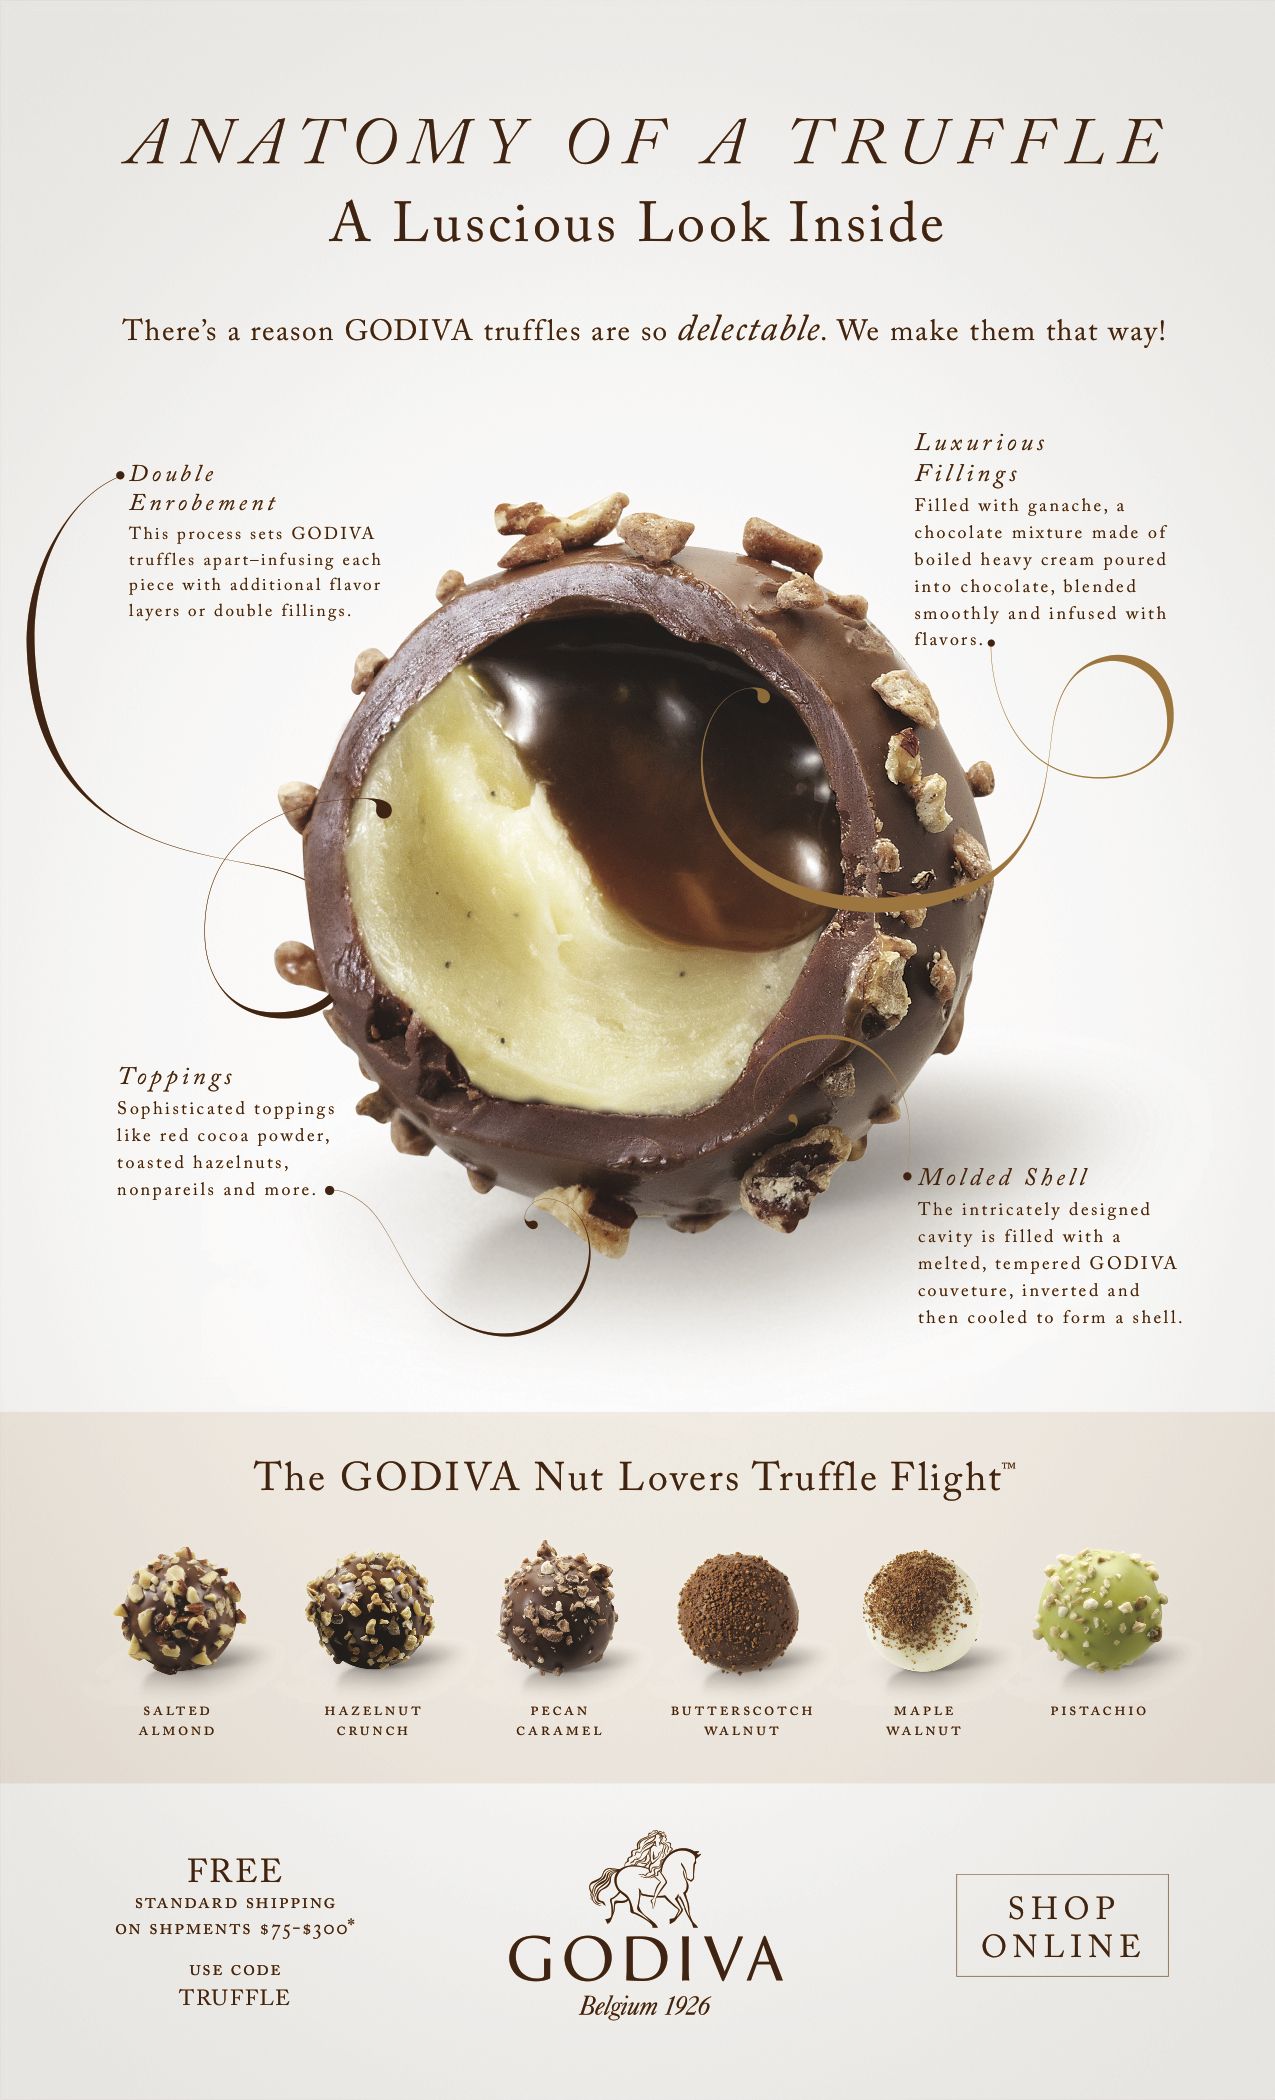 ANATOMY OF A TRUFFLE
A Luscious Look Inside
There's a reason GODIVA truffles are so delectable. We make them that way!
Double
Enrobement
This process sets GODIVA
truffles apart–infusing each
piece with additional flavor
layers or double fillings.
Luxurious
Fillings
Filled with ganache, a
chocolate mixture made of
boiled heavy cream poured
into chocolate, blended
smoothly and infused with
flavors.
Toppings
Sophisticated toppings
like red cocoa powder,
toasted hazelnuts,
nonpareils and more.
Molded Shell
The intricately designed
cavity is filled with a
melted, tempered GODIVA
couveture, inverted and
then cooled to form a shell.
The GODIVA Nut Lovers Truffle Flight™
SALTED
ALMOND
HAZELNUT
CRUNCH
PECAN
CARAMEL
BUTTERSCOTCH
WALNUT
MAPLE
WALNUT
PISTACHIO
FREE
STANDARD SHIPPING
ON SHPMENTS $75-$300*
USE CODE
TRUFFLE
GODIVA
Belgium 1926
SHOP
ONLINE